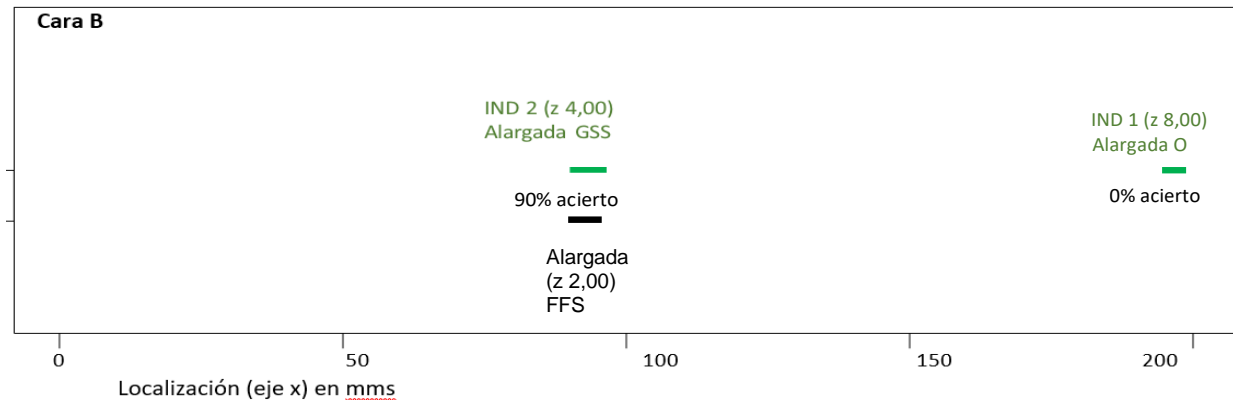 Cara B
IND 2 (z 4,00)
Alargada GSS
IND 1 (z 8,00)
Alargada O
90% acierto
0% acierto
Alargada
(z 2,00)
FFS
0
50
100
150
200
Localización (eje x) en mms